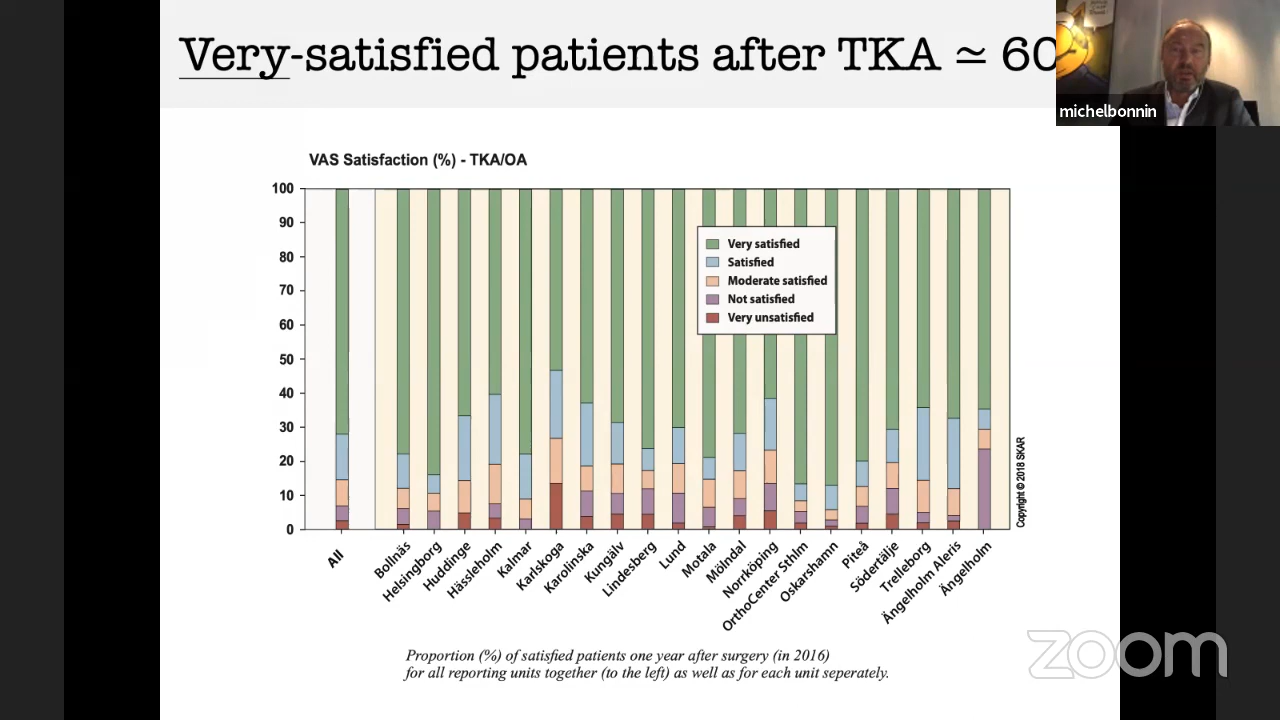 Very-satisfied patients after TKA ≃ 60
michelbonnin
VAS Satisfaction (%) - TKA/OA
100
90
80
70
60
50
40
30
20
10
0
Very satisfied
Satisfied
Moderate satisfied
Not satisfied
Very unsatisfied
All
Bollnäs
Helsingborg
Huddinge
Hässleholm
Kalmar
Karlskoga
Karolinska
Kungälv
Lindesberg
Lund
Motala
Mölndal
Norrköping
OrthoCenter Sthlm
Oskarshamn
Piteå
Södertälje
Trelleborg
Ängelholm Aleris
Ängelholm
Copyright © 2018 SKAR
Proportion (%) of satisfied patients one year after surgery (in 2016)
for all reporting units together (to the left) as well as for each unit seperately.
zoom